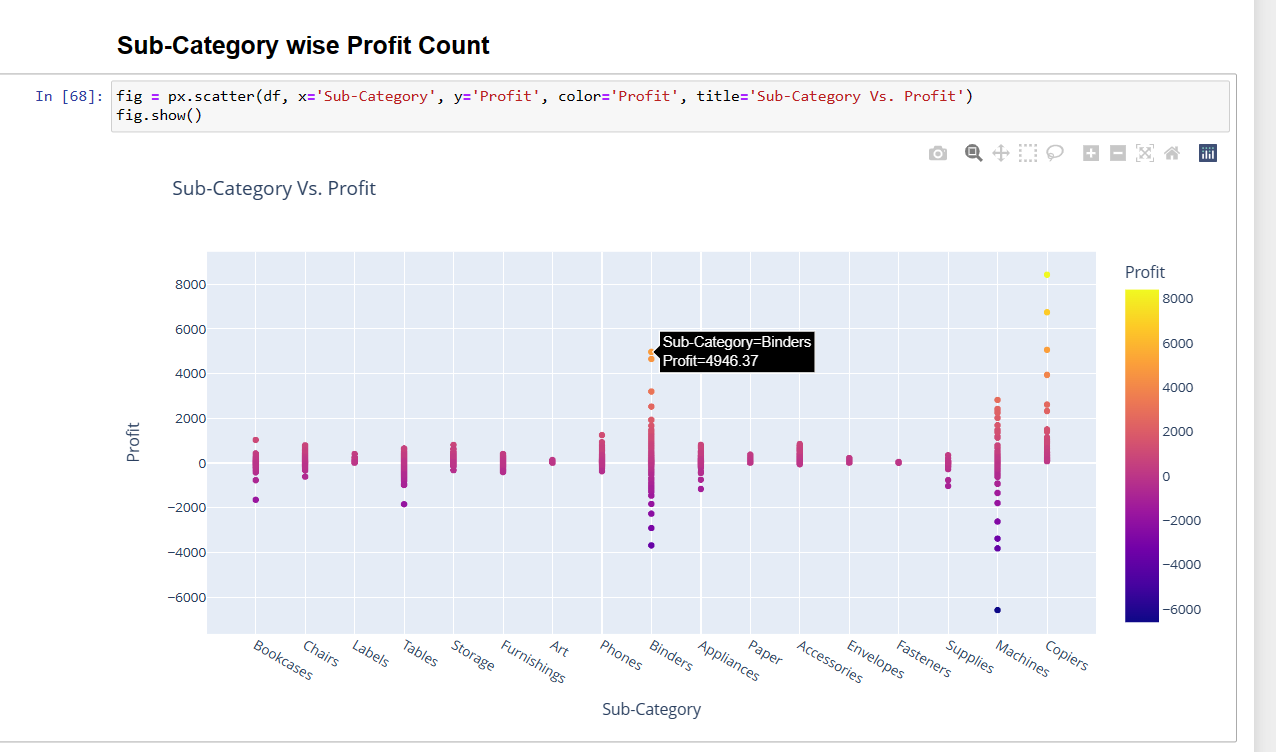 Sub-Category wise Profit Count
In [68]: fig = px.scatter(df, x='Sub-Category', y='Profit', color='Profit', title='Sub-Category Vs. Profit')
fig.show()
Sub-Category Vs. Profit
Profit
8000
6000
4000
2000
0
−2000
−4000
−6000
Sub-Category=Binders
Profit=4946.37
Bookcases
Chairs
Labels
Tables
Storage
Furnishings
Art
Phones
Binders
Appliances
Paper
Accessories
Envelopes
Fasteners
Supplies
Machines
Copiers
Sub-Category
Profit
8000
6000
4000
2000
0
−2000
−4000
−6000